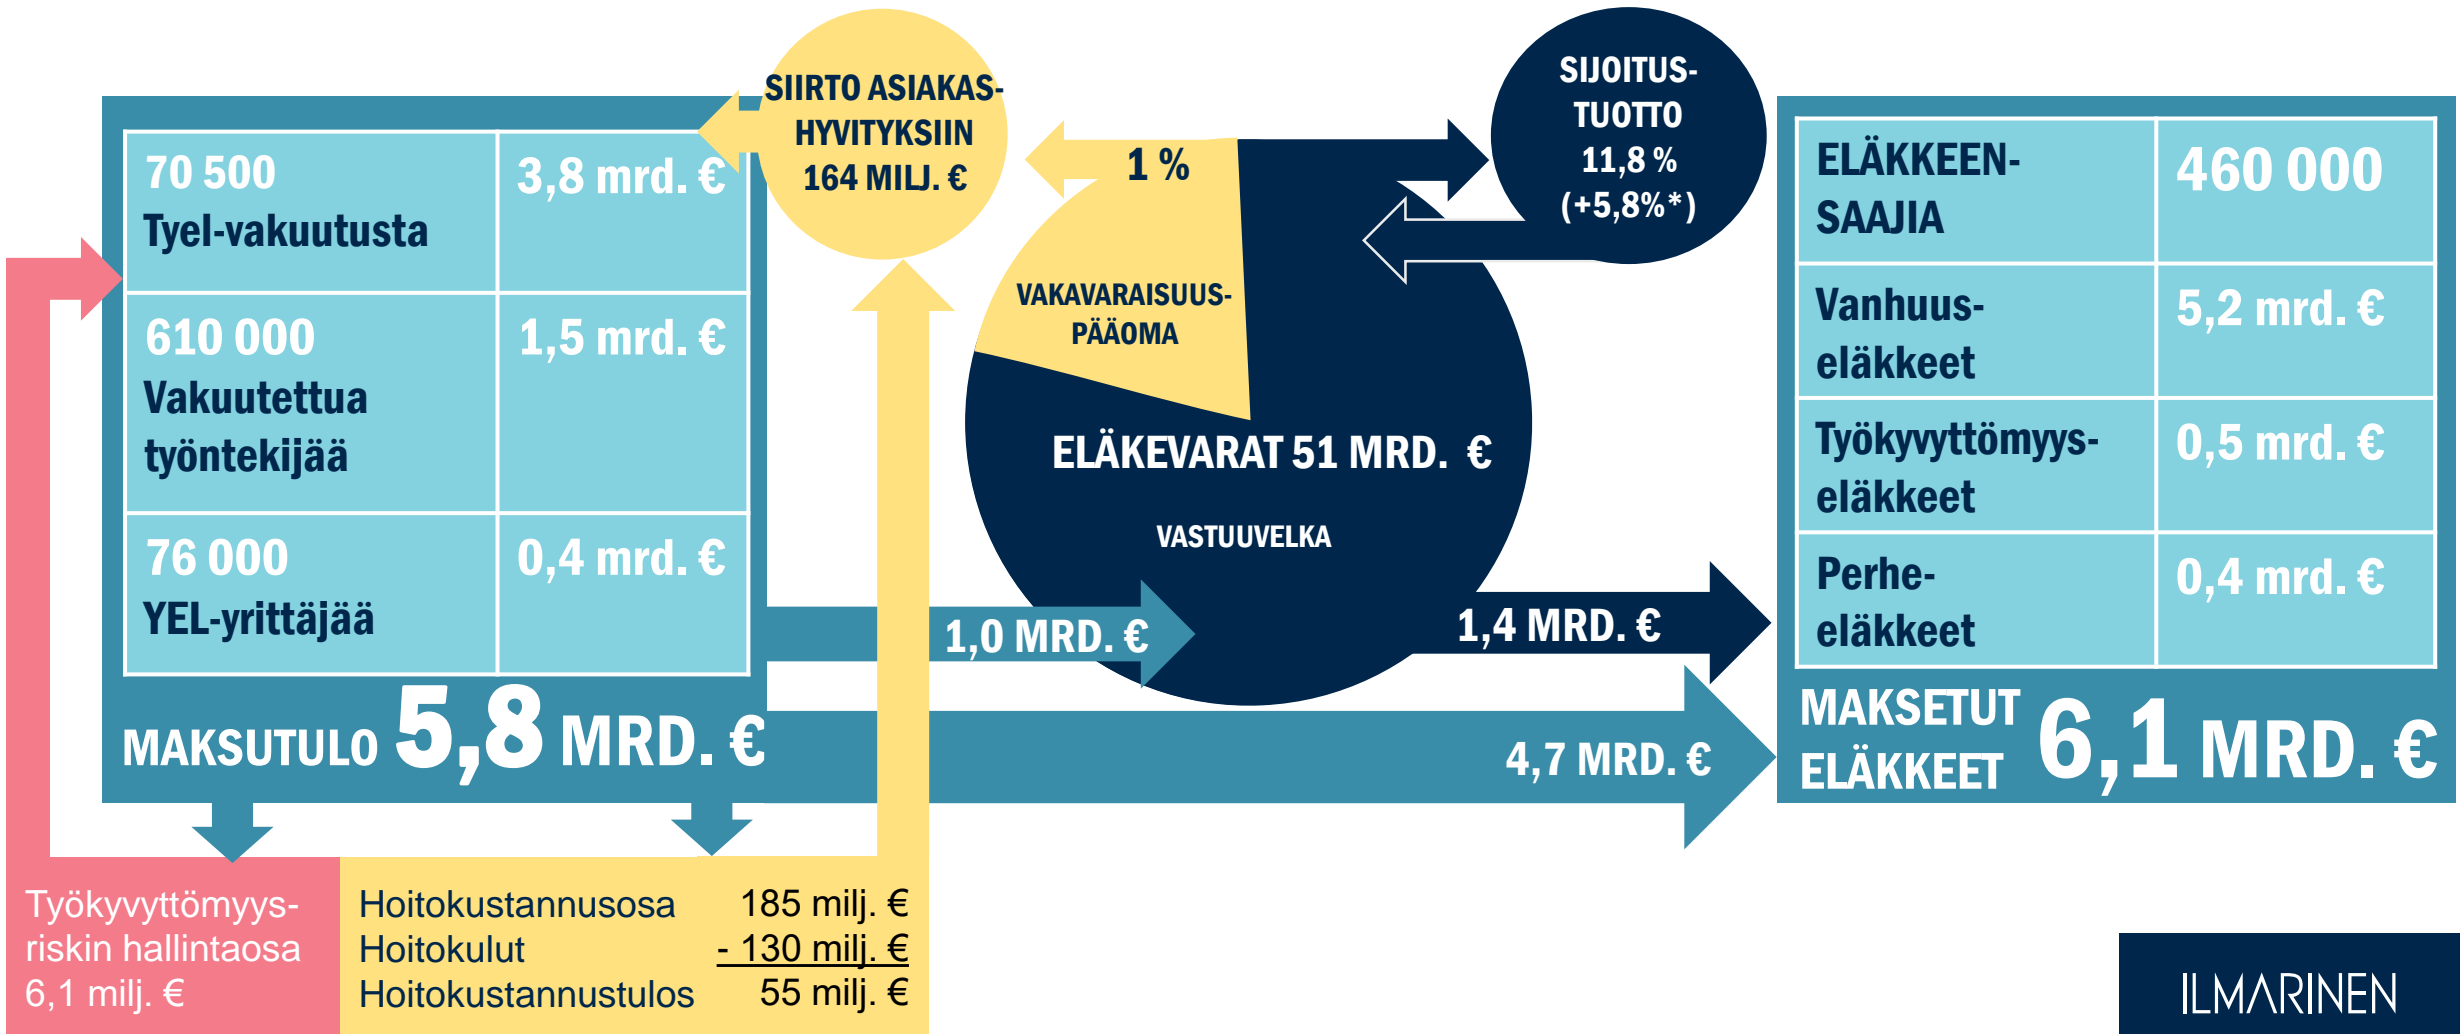 SIIRTO ASIAKAS-
HYVITYKSIIN
164 MILJ. €
1 %
SIJOITUS-
TUOTTO
11,8 %
(+5,8%*)
70 500
Tyel-vakuutusta
3,8 mrd. €
610 000
Vakuutettua
työntekijää
1,5 mrd. €
76 000
YEL-yrittäjää
0,4 mrd. €
MAKSUTULO 5,8 MRD. €
VAKAVARAISUUS-
PÄÄOMA
ELÄKEVARAT 51 MRD. €
VASTUUVELKA
1,0 MRD. €
1,4 MRD. €
4,7 MRD. €
ELÄKKEEN-
SAAJIA
460 000
Vanhuus-
eläkkeet
5,2 mrd. €
Työkyvyttömyys-
eläkkeet
0,5 mrd. €
Perhe-
eläkkeet
0,4 mrd. €
MAKSETUT
ELÄKKEET
6,1 MRD. €
Työkyvyttömyys-
riskin hallintaosa
6,1 milj. €
Hoitokustannusosa 185 milj. €
Hoitokulut - 130 milj. €
Hoitokustannustulos 55 milj. €
ILMARINEN